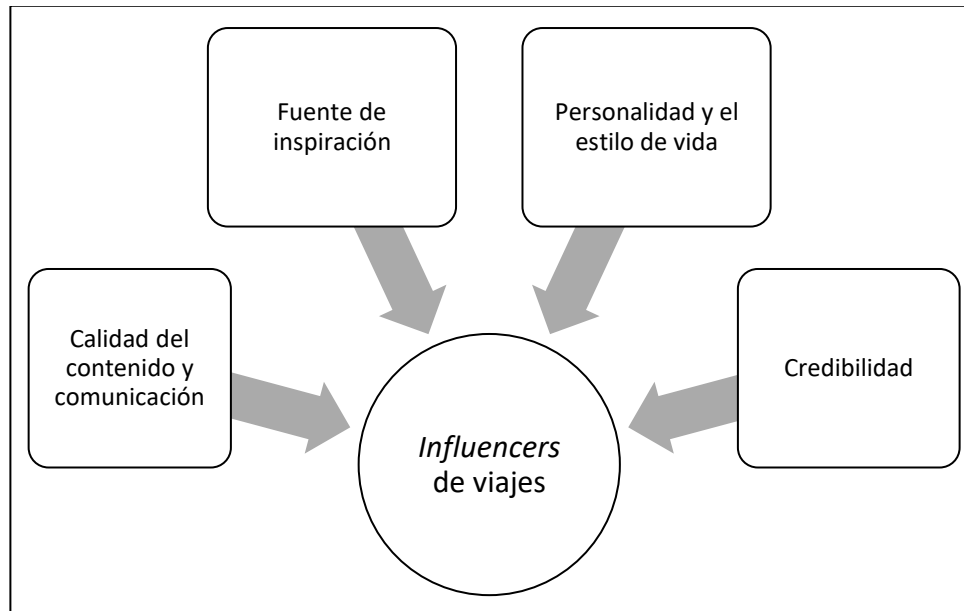 Fuente de
inspiración
Personalidad y el
estilo de vida
Calidad del
contenido y
comunicación
Credibilidad
Influencers
de viajes